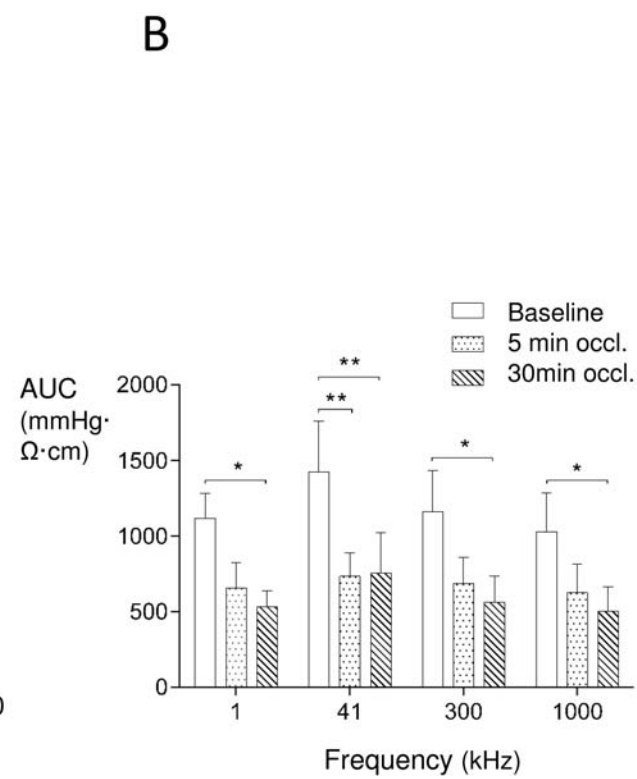 B
Baseline
5 min occl.
30min occl.
AUC
(mmHg·
Ω·cm)
2000
1500
1000
500
0
**
**
*
*
*
1
41
300
1000
Frequency (kHz)